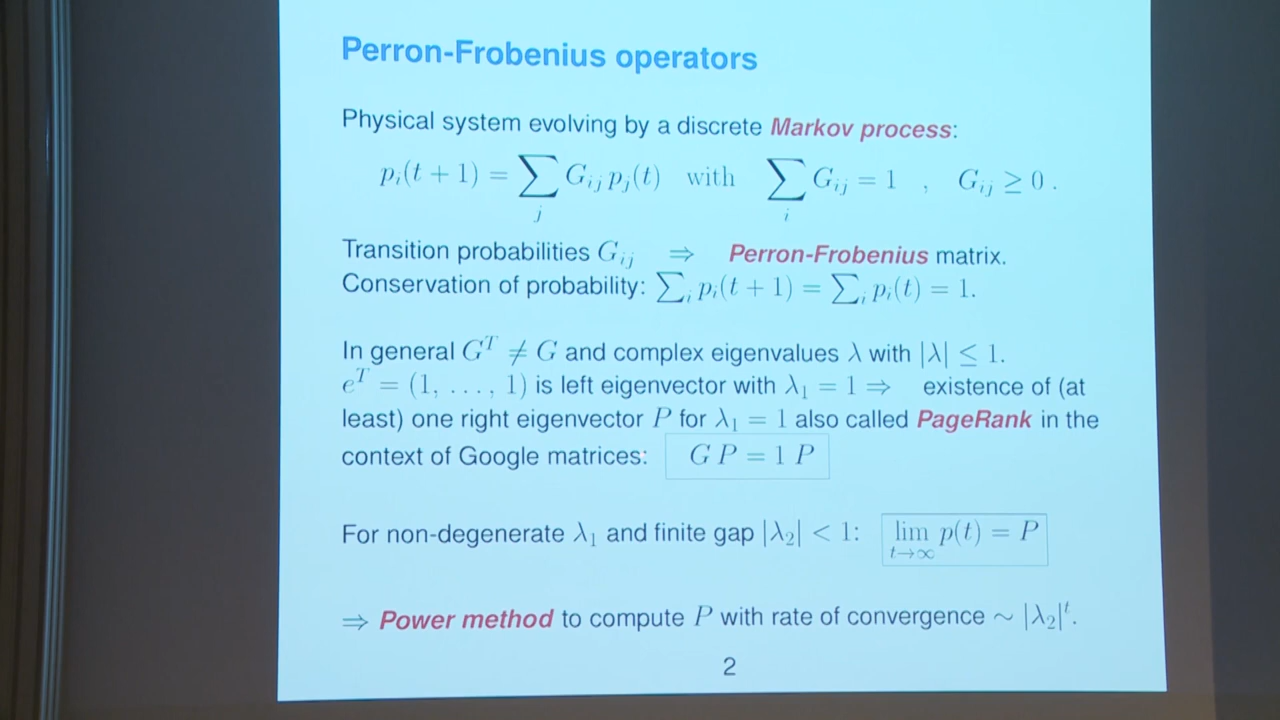 Perron-Frobenius operators
Physical system evolving by a discrete Markov process:
p_i(t + 1) = ∑_j G_ij p_j(t) with ∑_i G_ij = 1 , G_ij ≥ 0 .
Transition probabilities G_ij ⇒ Perron-Frobenius matrix.
Conservation of probability: ∑_i p_i(t + 1) = ∑_i p_i(t) = 1.
In general G^T ≠ G and complex eigenvalues λ with |λ| ≤ 1.
e^T = (1, ..., 1) is left eigenvector with λ_1 = 1 ⇒ existence of (at
least) one right eigenvector P for λ_1 = 1 also called PageRank in the
context of Google matrices: G P = 1 P
For non-degenerate λ_1 and finite gap |λ_2| < 1: lim_{t→∞} p(t) = P
⇒ Power method to compute P with rate of convergence ~ |λ_2|^t.
2